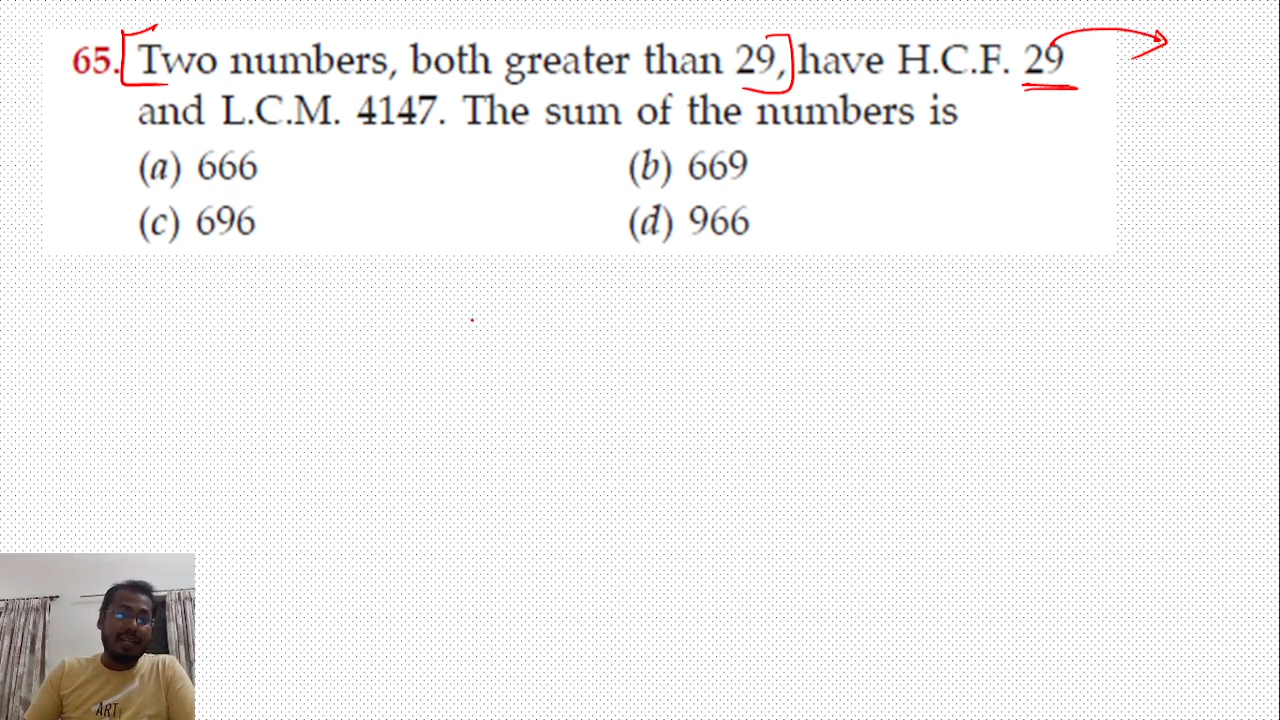 65. Two numbers, both greater than 29, have H.C.F. 29
and L.C.M. 4147. The sum of the numbers is
(a) 666 (b) 669
(c) 696 (d) 966
ART